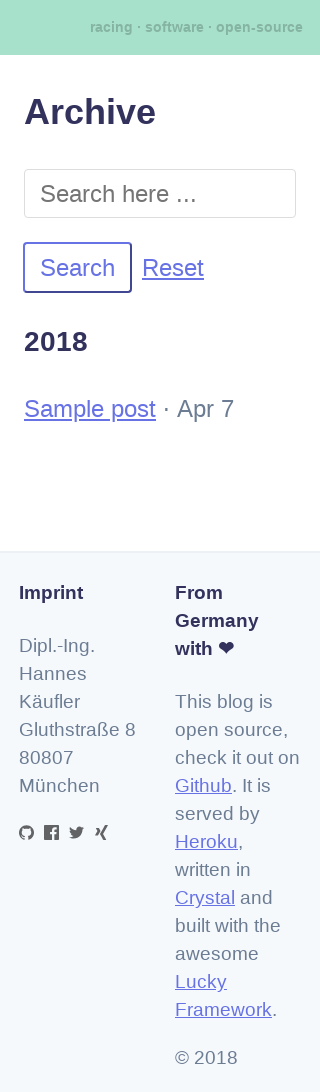 racing · software · open-source
Archive
Search here ...
Search Reset
2018
Sample post · Apr 7
Imprint
Dipl.-Ing.
Hannes
Käufler
Gluthstraße 8
80807
München
From
Germany
with ❤
This blog is
open source,
check it out on
Github. It is
served by
Heroku,
written in
Crystal and
built with the
awesome
Lucky
Framework.
© 2018